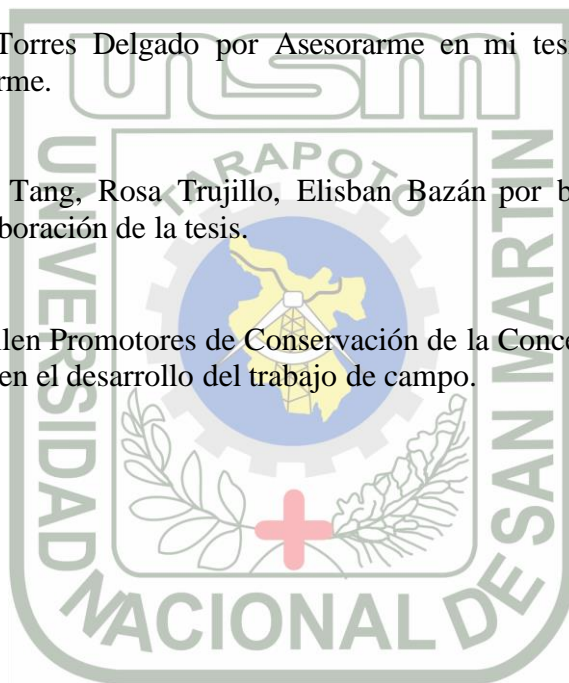 Torres Delgado por Asesorarme en mi tes
rme.
Tang, Rosa Trujillo, Elisban Bazán por b
boración de la tesis.
len Promotores de Conservación de la Conce
en el desarrollo del trabajo de campo.
unsm
TARAPOTO
UNIVERSIDAD NACIONAL DE SAN MARTIN